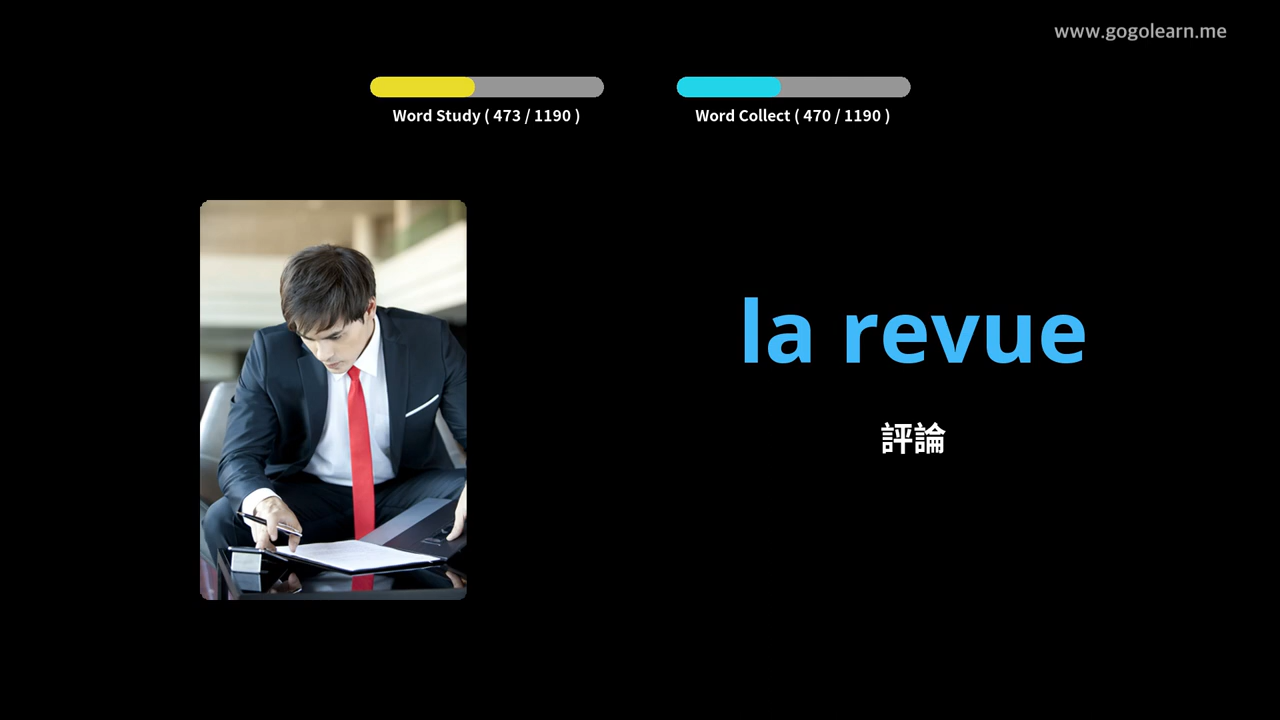 www.gogolearn.me
Word Study ( 473 / 1190 )
Word Collect ( 470 / 1190 )
la revue
評論